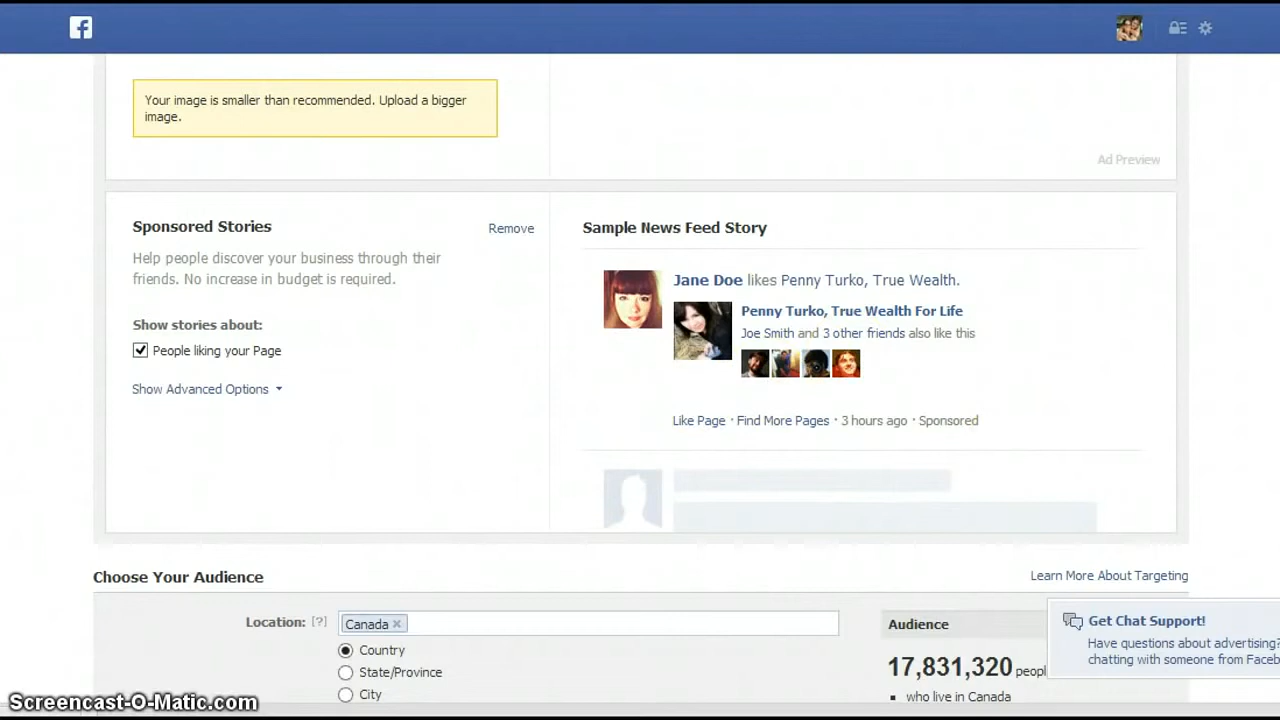 f
Your image is smaller than recommended. Upload a bigger
image.
Ad Preview
Sponsored Stories
Remove
Help people discover your business through their
friends. No increase in budget is required.
Show stories about:
People liking your Page
Show Advanced Options
Sample News Feed Story
Jane Doe likes Penny Turko, True Wealth.
Penny Turko, True Wealth For Life
Joe Smith and 3 other friends also like this
Like Page · Find More Pages · 3 hours ago · Sponsored
Choose Your Audience
Learn More About Targeting
Location: [?]
Canada ×
Country
State/Province
City
Audience
17,831,320 people
who live in Canada
Get Chat Support!
Have questions about advertising?
chatting with someone from Faceb
Screencast-O-Matic.com